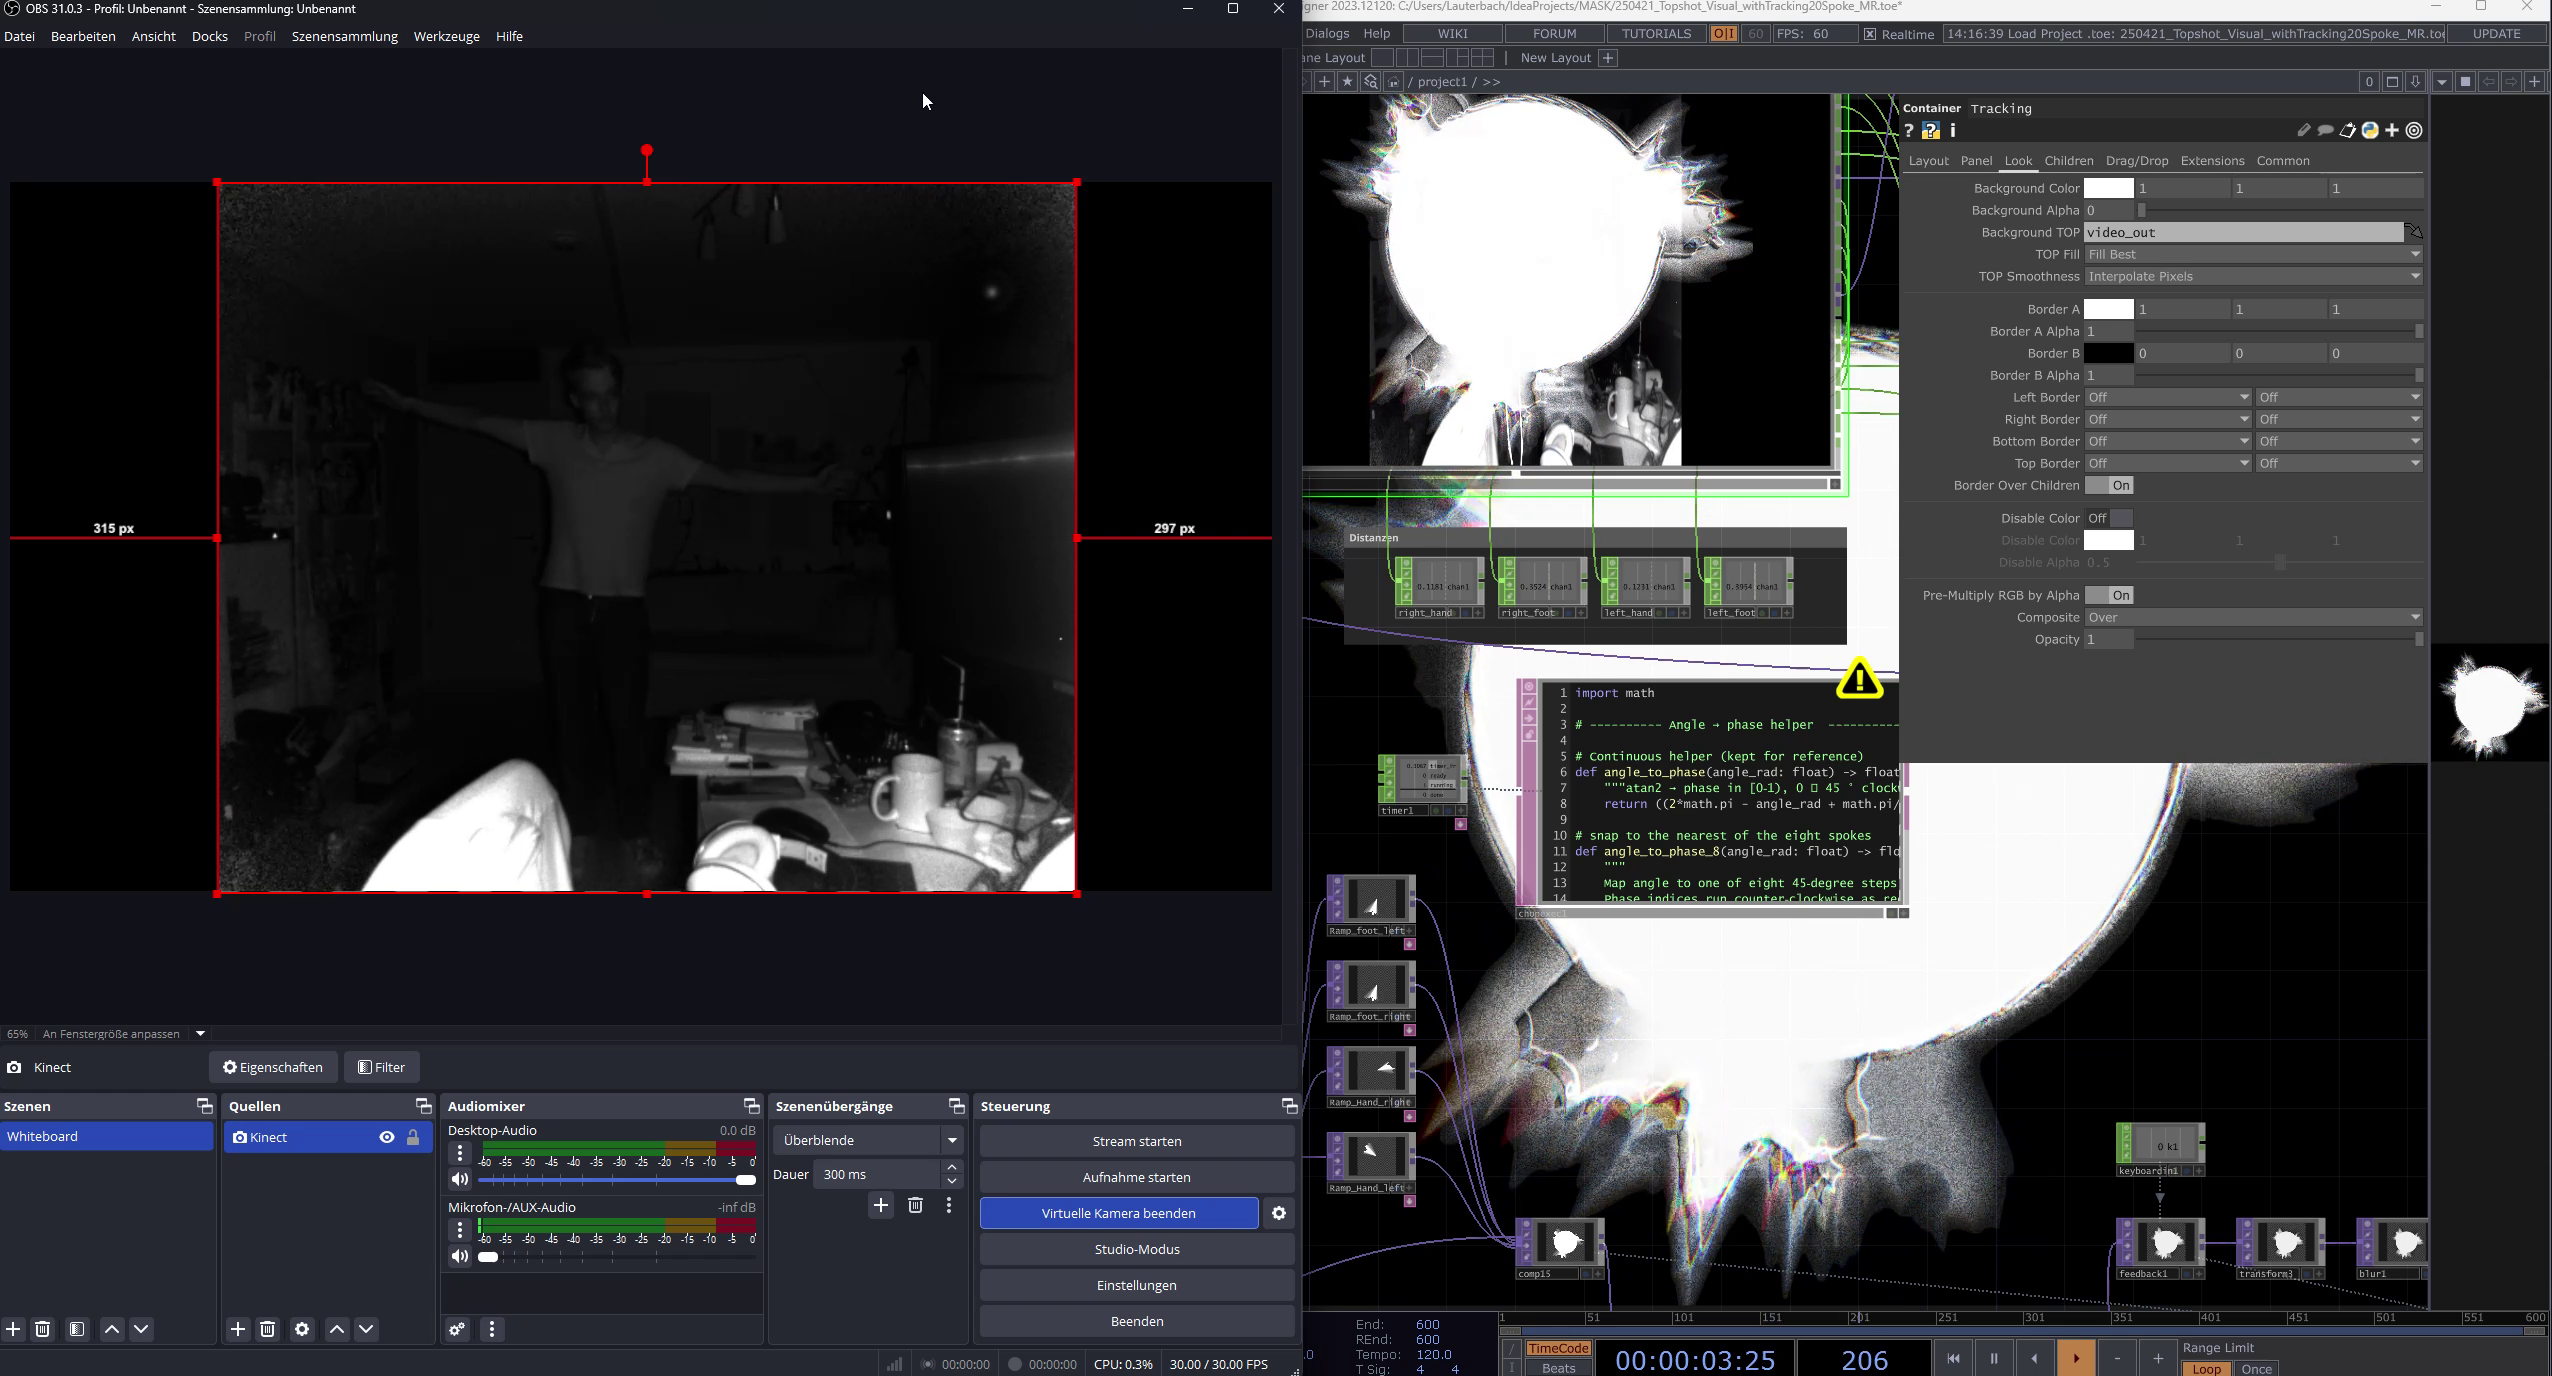 OBS 31.0.3 - Profil: Unbenannt - Szenensammlung: Unbenannt
Datei Bearbeiten Ansicht Docks Profil Szenensammlung Werkzeuge Hilfe
315 px
297 px
65% An Fenstergröße anpassen
Kinect Eigenschaften Filter
Szenen
Whiteboard
Quellen
Kinect
Audiomixer
Desktop-Audio 0.0 dB
-60 -55 -50 -45 -40 -35 -30 -25 -20 -15 -10 -5 0
Mikrofon-/AUX-Audio -inf dB
-60 -55 -50 -45 -40 -35 -30 -25 -20 -15 -10 -5 0
Szenenübergänge
Überblende
Dauer 300 ms
Steuerung
Stream starten
Aufnahme starten
Virtuelle Kamera beenden
Studio-Modus
Einstellungen
Beenden
00:00:00 00:00:00 CPU: 0.3% 30.00 / 30.00 FPS
gner 2023.12120: C:/Users/Lauterbach/IdeaProjects/MASK/250421_Topshot_Visual_withTracking20Spoke_MR.toe*
Dialogs Help WIKI FORUM TUTORIALS O|I 60 FPS: 60 Realtime 14:16:39 Load Project .toe: 250421_Topshot_Visual_withTracking20Spoke_MR.toe UPDATE
ane Layout New Layout +
/ project1 / >> 0
Container Tracking
? ? i
Layout Panel Look Children Drag/Drop Extensions Common
Background Color 1 1 1
Background Alpha 0
Background TOP video_out
TOP Fill Fill Best
TOP Smoothness Interpolate Pixels
Border A 1 1 1
Border A Alpha 1
Border B 0 0 0
Border B Alpha 1
Left Border Off Off
Right Border Off Off
Bottom Border Off Off
Top Border Off Off
Border Over Children On
Disable Color Off
Disable Color 1 1 1
Disable Alpha 0.5
Pre-Multiply RGB by Alpha On
Composite Over
Opacity 1
Distanzen
0.1181 chan1 0.3524 chan1 0.1231 chan1 0.3954 chan1
right_hand right_foot left_hand left_foot
1 import math
2
3 # ---------- Angle → phase helper ----------
4
5 # Continuous helper (kept for reference)
6 def angle_to_phase(angle_rad: float) -> float
7 """atan2 → phase in [0-1), 0 □ 45 ° clock
8 return ((2*math.pi - angle_rad + math.pi/
9
10 # snap to the nearest of the eight spokes
11 def angle_to_phase_8(angle_rad: float) -> flo
12 """
13 Map angle to one of eight 45-degree steps
14 Phase indices run counter-clockwise as re
chopexec1
ready
running
done
timer1
Ramp_foot_left
Ramp_foot_right
Ramp_Hand_right
Ramp_Hand_left
comp15
0 k1
keyboardin1
feedback1 transform3 blur1
1 51 101 151 201 251 301 351 401 451 501 551 600
End: 600
REnd: 600
Tempo: 120.0
T Sig: 4 4
TimeCode
Beats
00:00:03:25
206
Range Limit
Loop Once